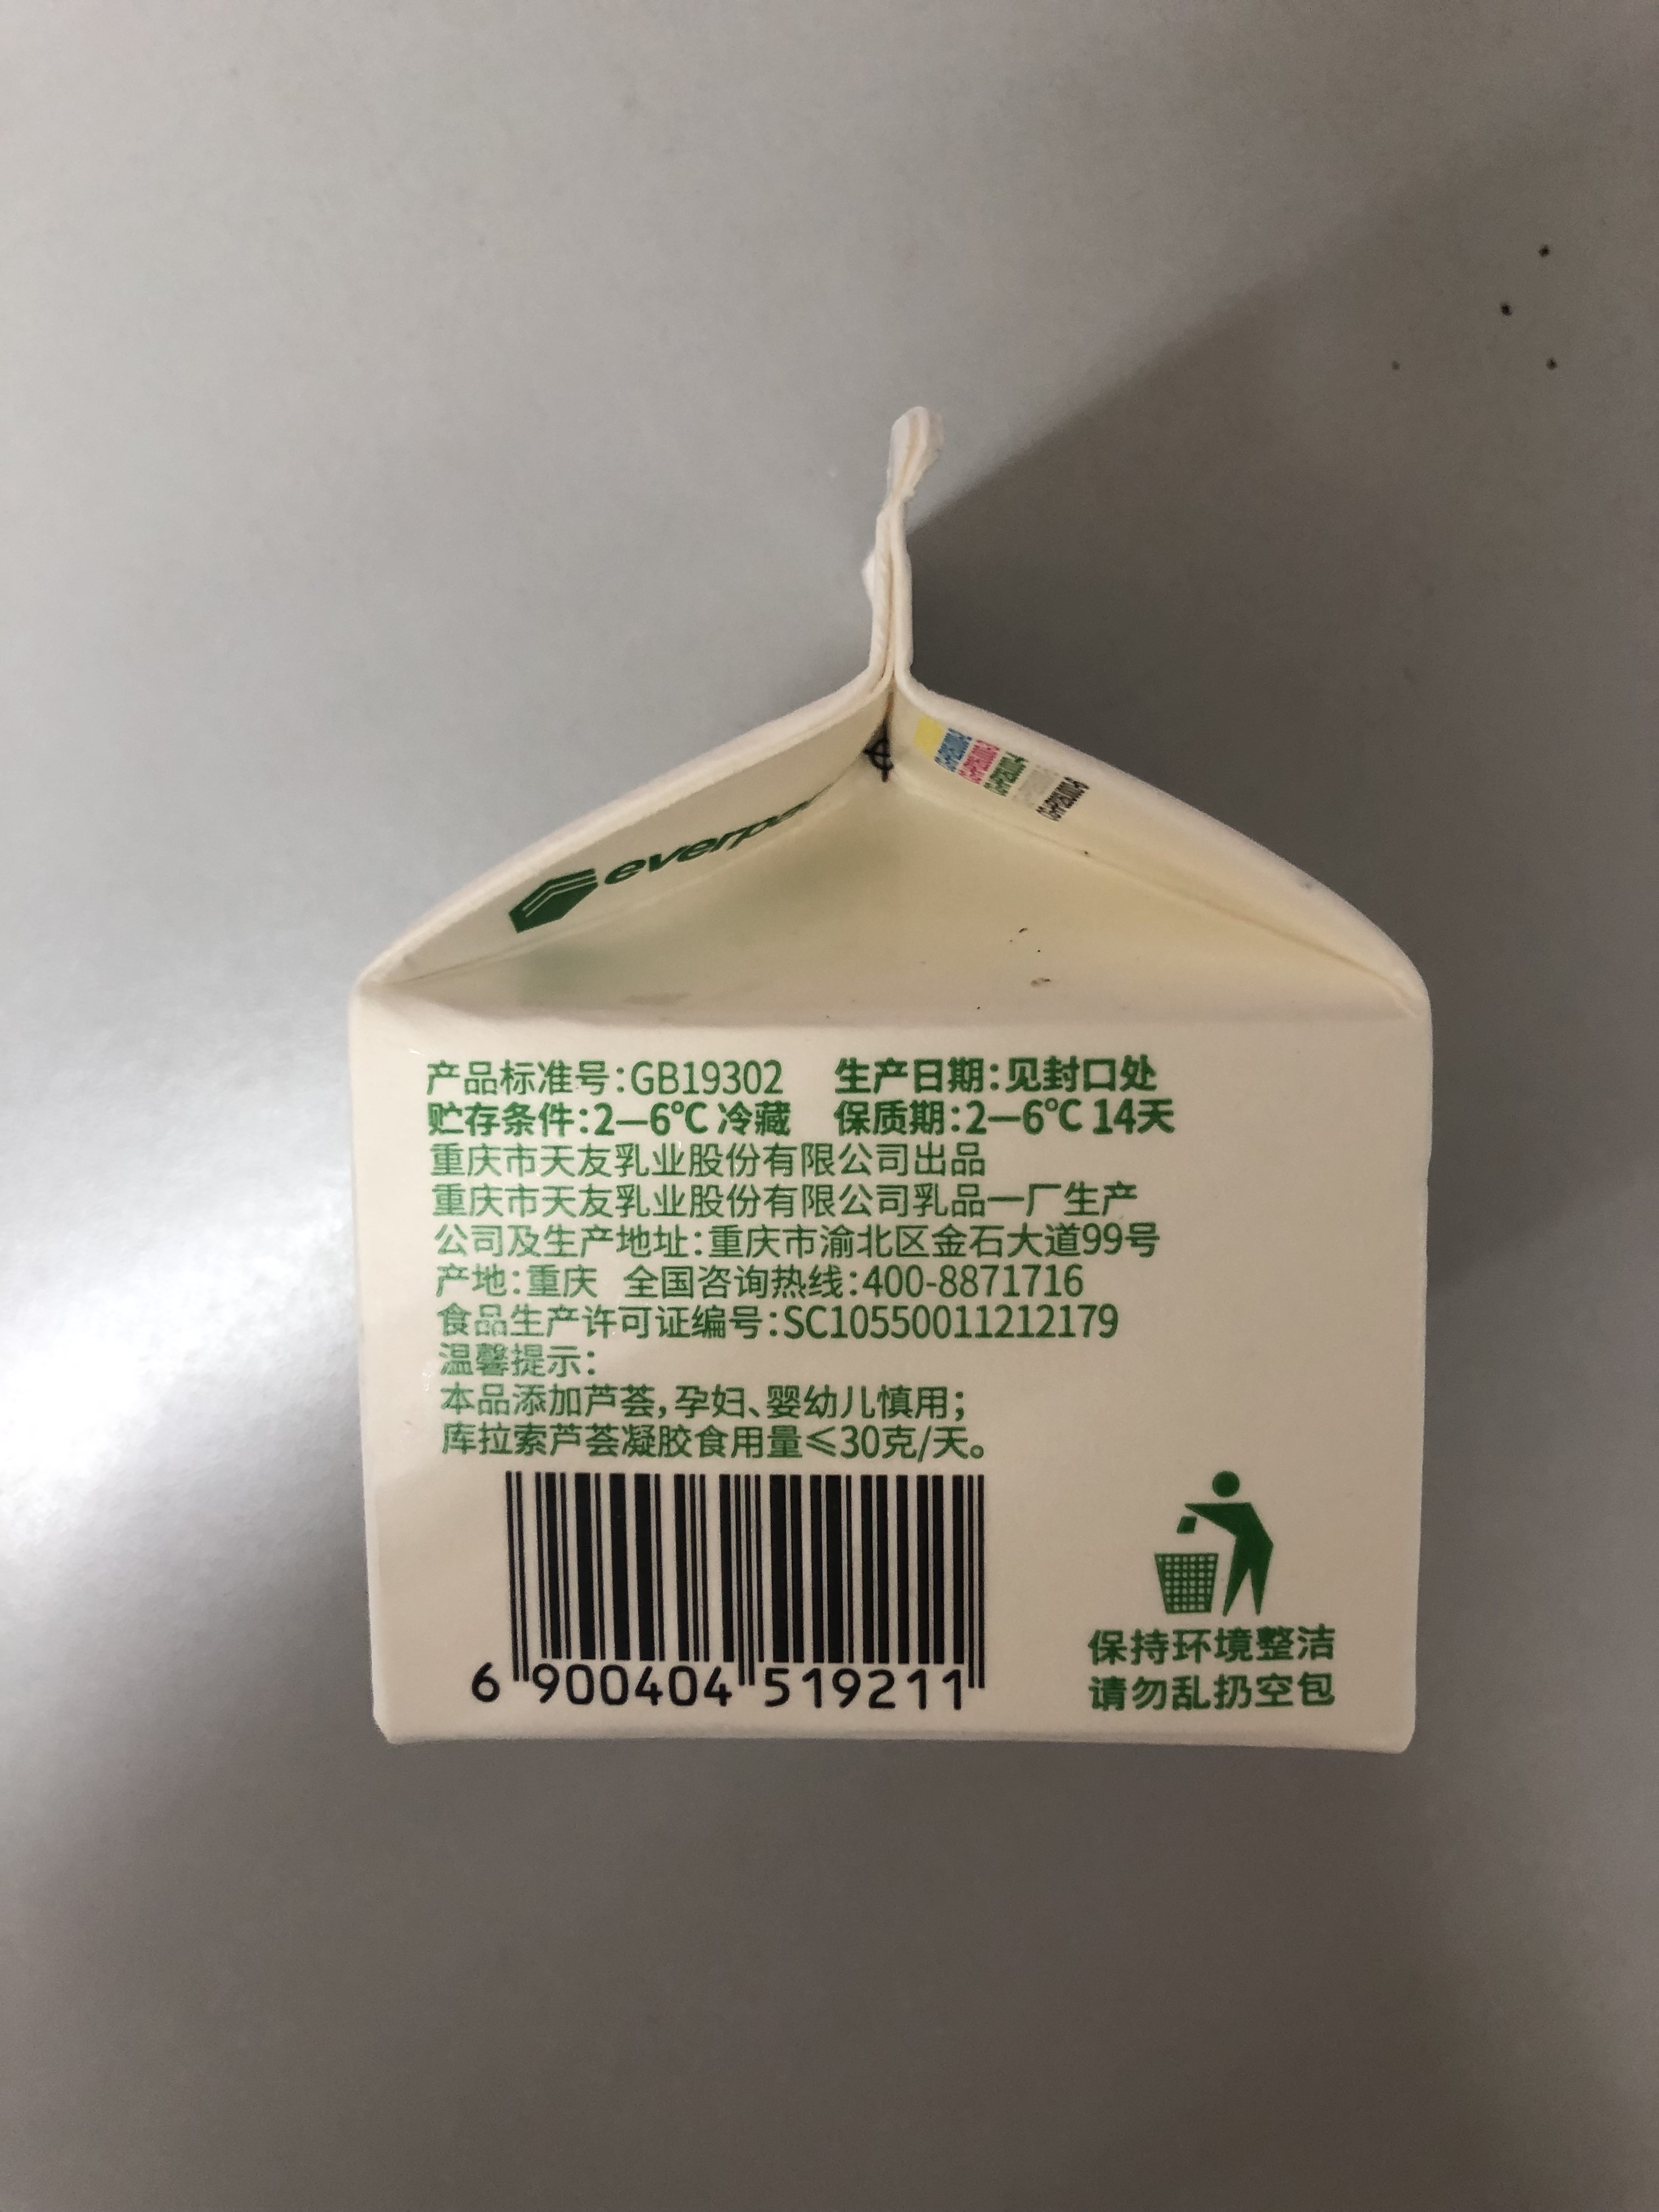 everpa
产品标准号:GB19302 生产日期:见封口处
贮存条件:2—6℃ 冷藏 保质期:2—6℃ 14天
重庆市天友乳业股份有限公司出品
重庆市天友乳业股份有限公司乳品一厂生产
公司及生产地址:重庆市渝北区金石大道99号
产地:重庆 全国咨询热线:400-8871716
食品生产许可证编号:SC10550011212179
温馨提示:
本品添加芦荟,孕妇、婴幼儿慎用;
库拉索芦荟凝胶食用量≤30克/天。
6 900404 519211
保持环境整洁
请勿乱扔空包